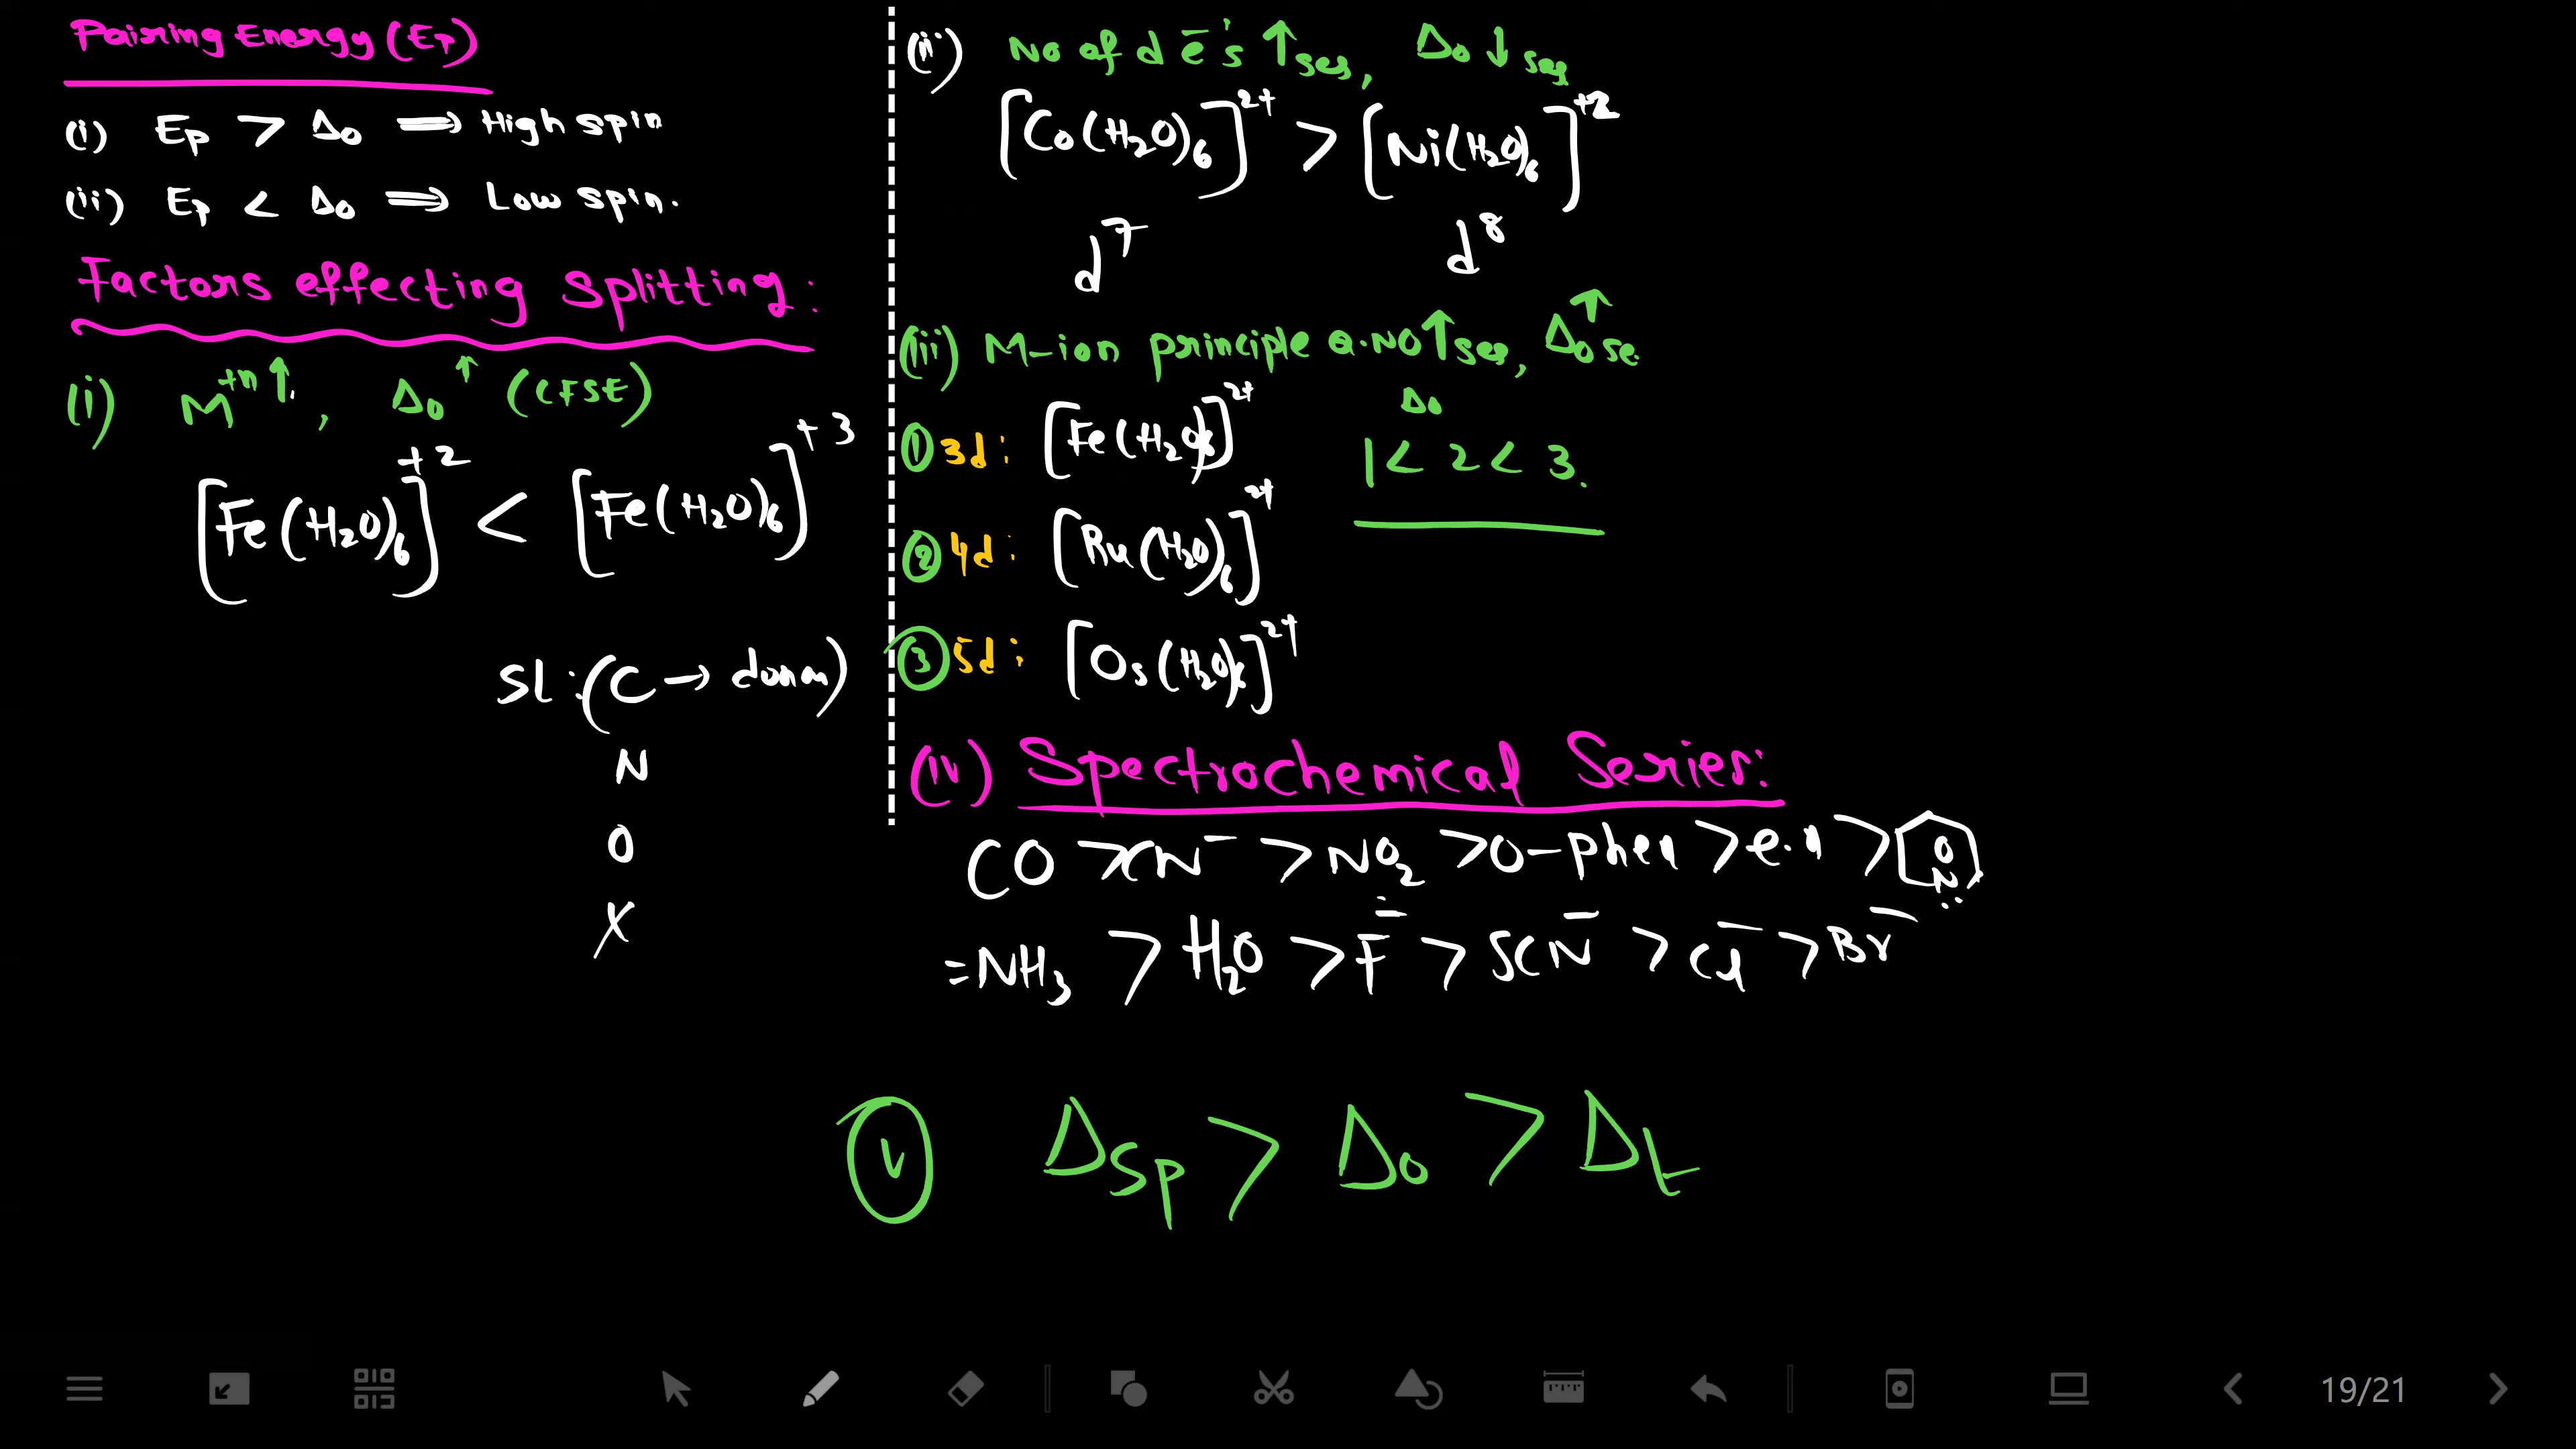 Pairing Energy (Ep)
(i) Ep > Δo ⟹ High spin
(ii) Ep < Δo ⟹ Low spin.
Factors effecting Splitting:
(i) M⁺ⁿ↑, Δo↑ (CFSE)
[Fe(H₂O)₆]⁺² < [Fe(H₂O)₆]⁺³
SL:(C → donor)
N
O
X
(ii) No of d ē's ↑ses, Δo ↓ses
[Co(H₂O)₆]²⁺ > [Ni(H₂O)₆]⁺²
d⁷ d⁸
(iii) M-ion principle Q.NO↑ses, Δo↑se.
① 3d: [Fe(H₂O)₆]²⁺
Δo
1 < 2 < 3.
② 4d: [Ru(H₂O)₆]²⁺
③ 5d: [Os(H₂O)₆]²⁺
(iv) Spectrochemical Series:
CO > CN⁻ > NO₂⁻ > O-phen > e.n > N
= NH₃ > H₂O > F⁻ > SCN⁻ > Cl⁻ > Br⁻
(v) Δsp > Δo > Δt
19/21